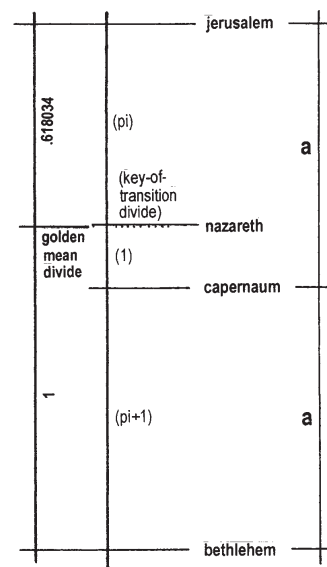 jerusalem
.618034
(pi)
a
(key-of-
transition
divide)
nazareth
golden
mean
divide
(1)
capernaum
1
(pi+1)
a
bethlehem